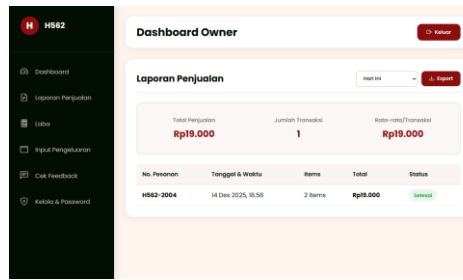 H H562
Dashboard Owner
Keluar
Dashboard
Laporan Penjualan
Laba
Input Pengeluaran
Cek Feedback
Kelola & Password
Laporan Penjualan
Hari Ini
Export
Total Penjualan
Jumlah Transaksi
Rata-rata/Transaksi
Rp19.000
1
Rp19.000
No. Pesanan Tanggal & Waktu Items Total Status
H562-2004 14 Des 2025, 18.58 2 items Rp19.000 Selesai